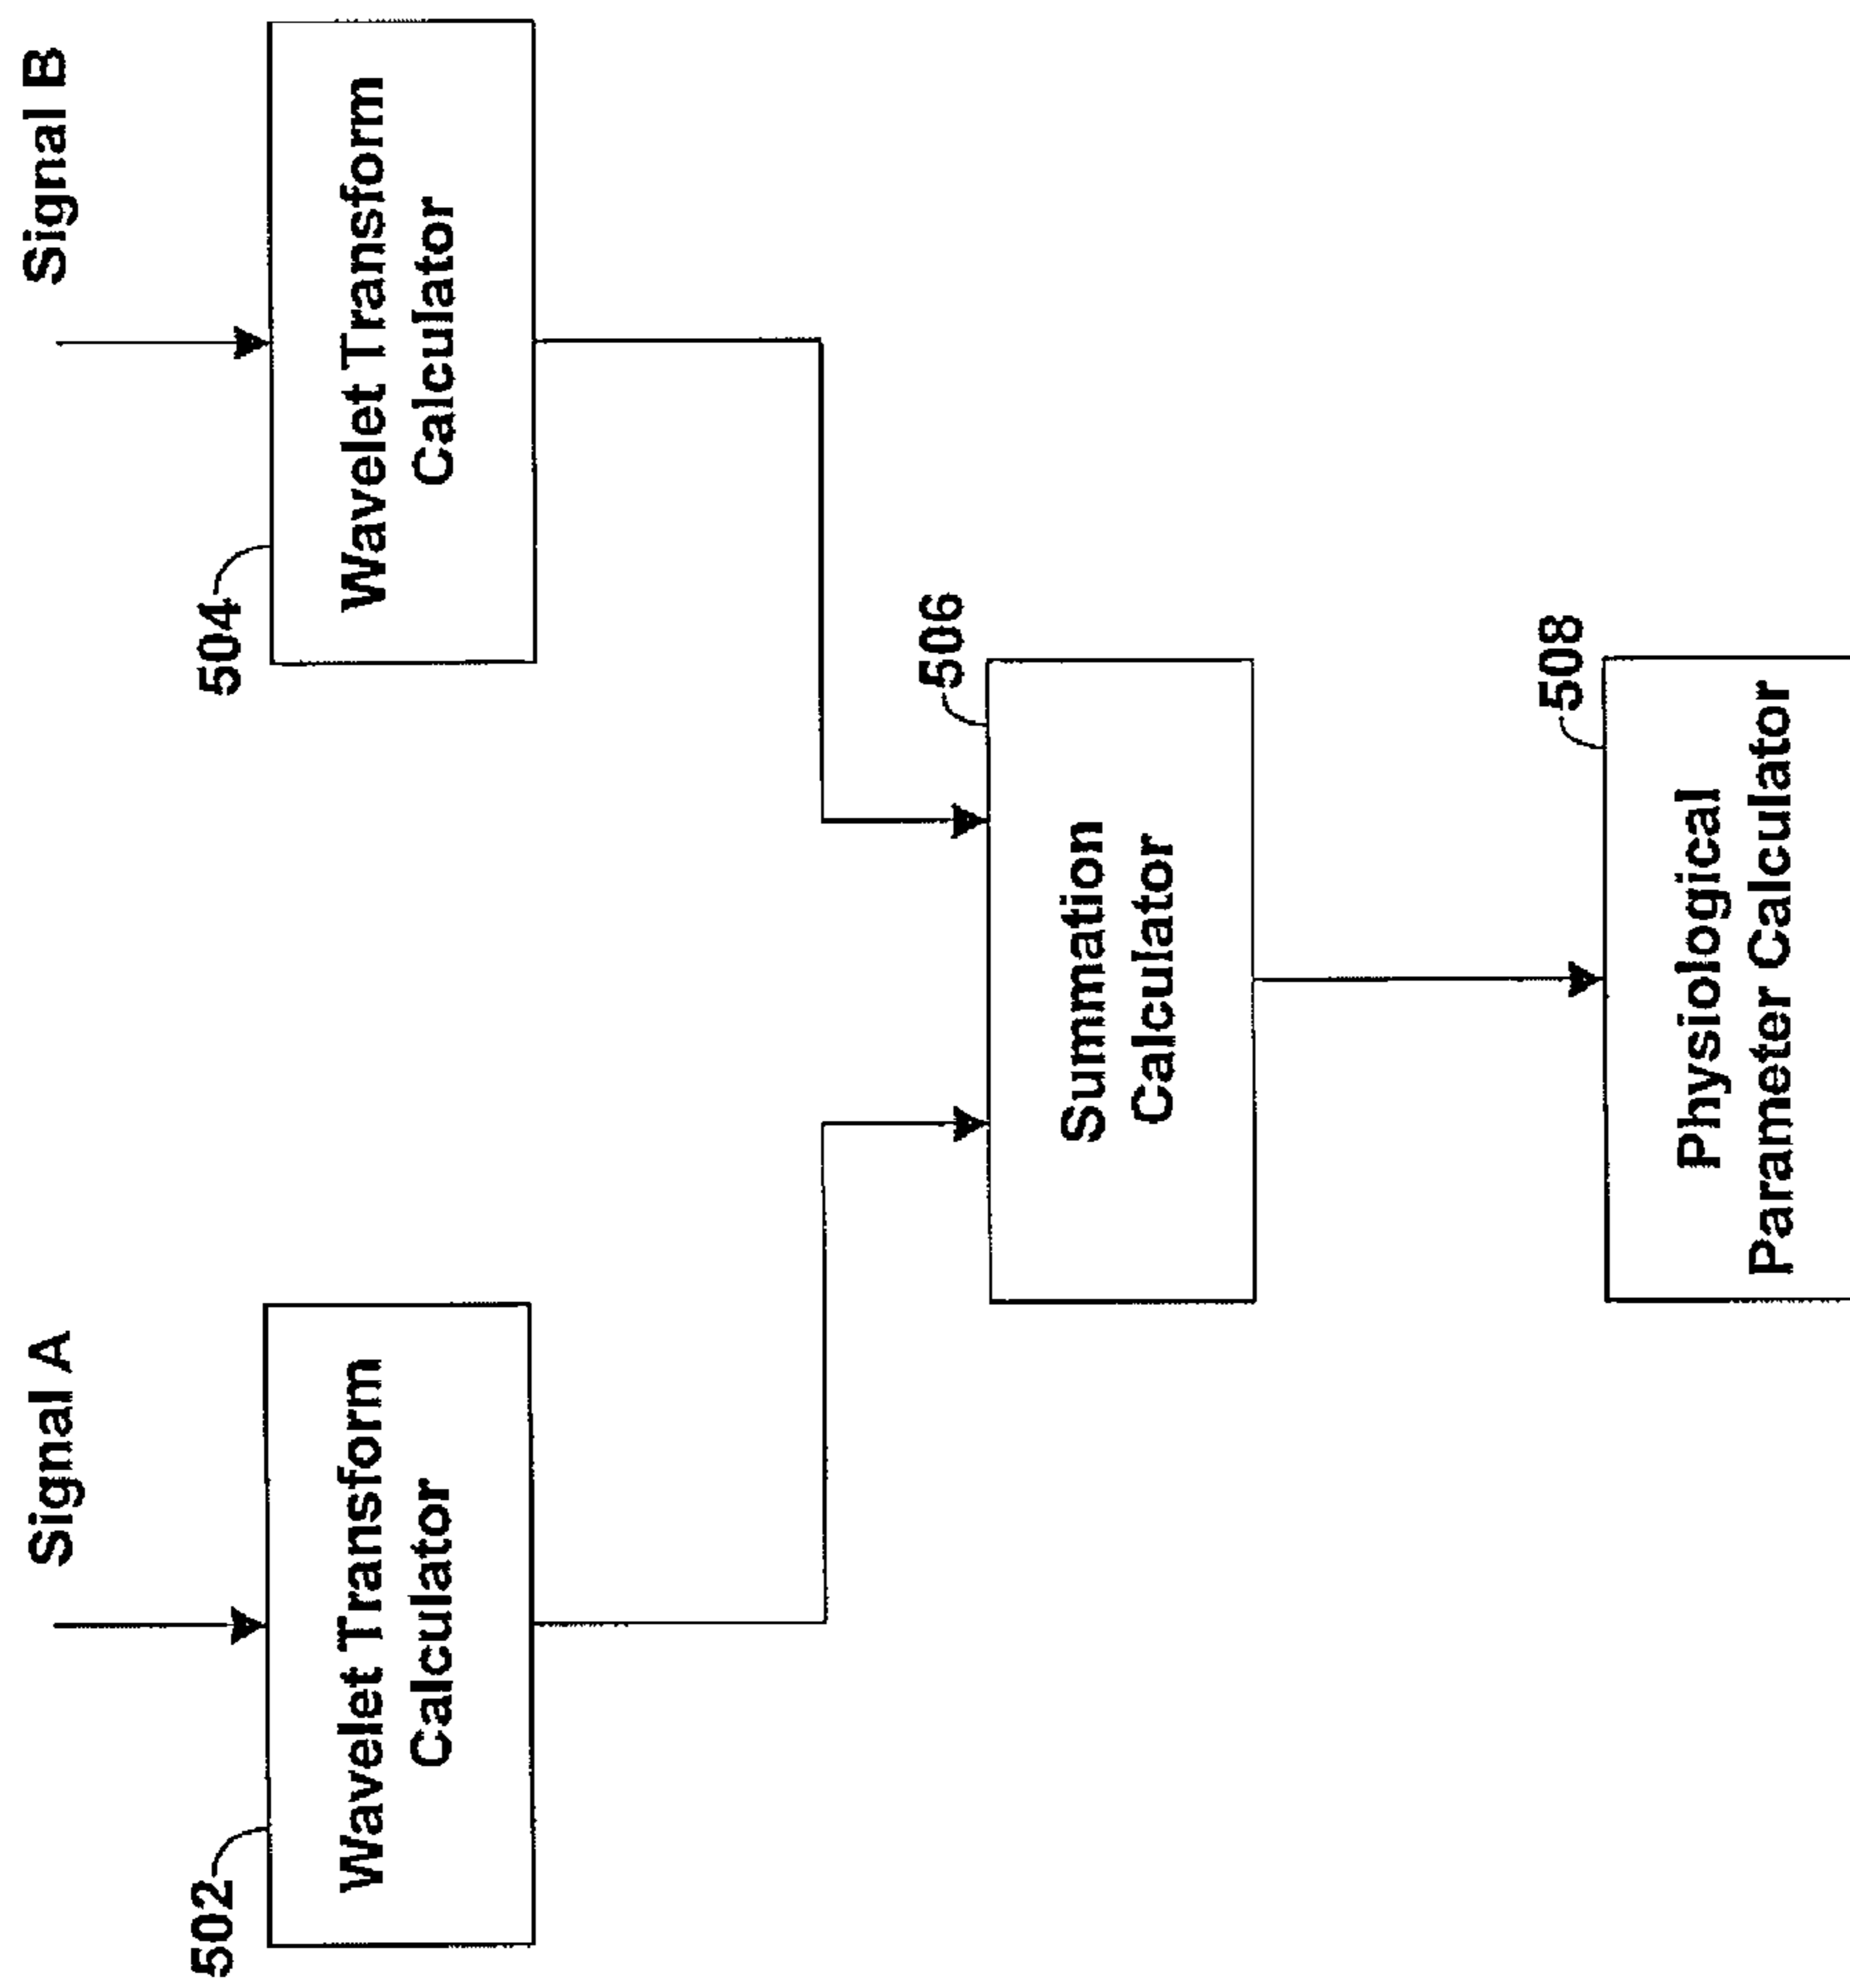 Signal A
Signal B
502
Wavelet Transform
Calculator
504
Wavelet Transform
Calculator
506
Summation
Calculator
508
Physiological
Parameter Calculator